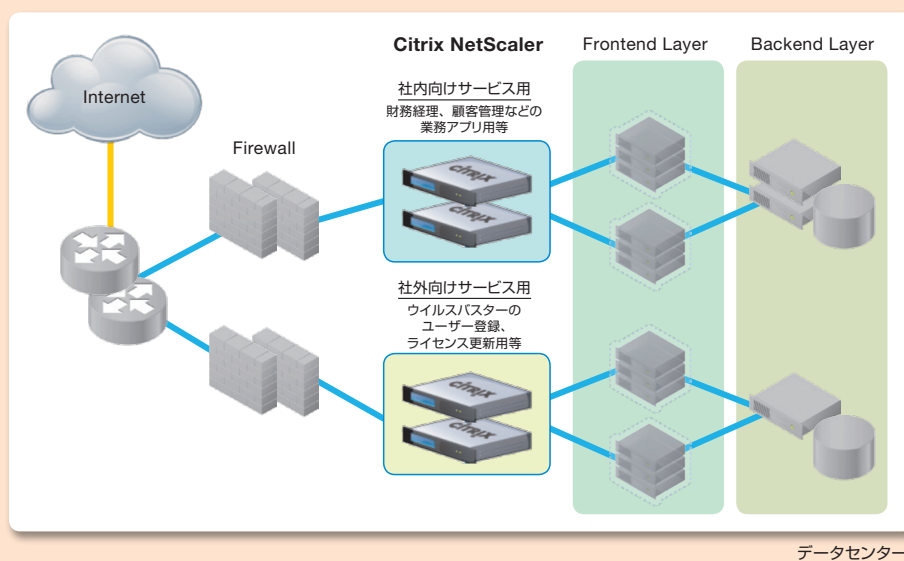 Citrix NetScaler
Frontend Layer
Backend Layer
Internet
Firewall
社内向けサービス用
財務経理、顧客管理などの
業務アプリ用等
CITRIX
CITRIX
社外向けサービス用
ウイルスバスターの
ユーザー登録、
ライセンス更新用等
CITRIX
CITRIX
データセンター